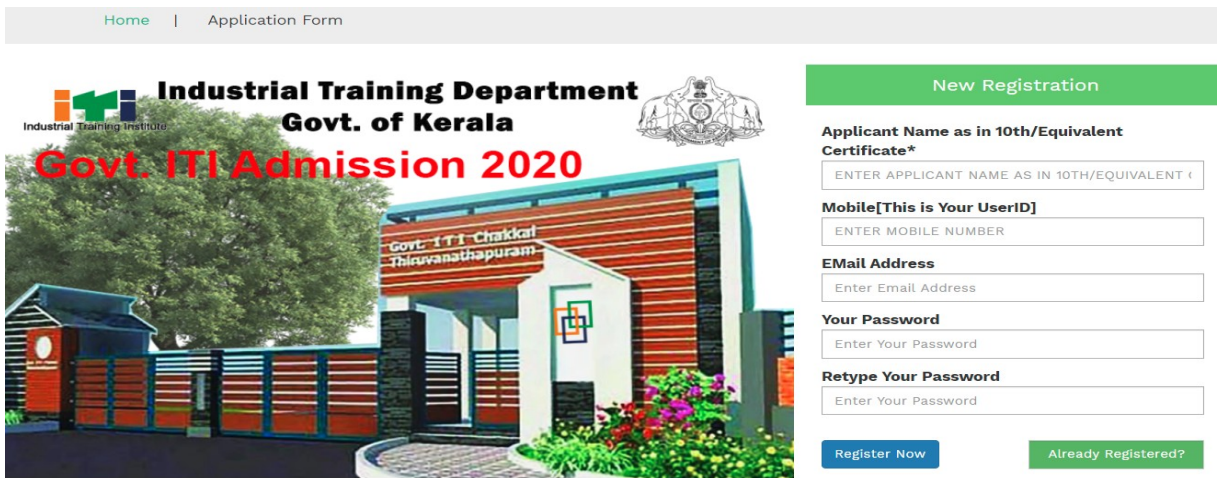 Home | Application Form
Industrial Training Department
Govt. of Kerala
Industrial Training Institute
Govt. ITI Admission 2020
Govt. I T I Chakkai
Thiruvanathapuram
New Registration
Applicant Name as in 10th/Equivalent
Certificate*
ENTER APPLICANT NAME AS IN 10TH/EQUIVALENT
Mobile[This is Your UserID]
ENTER MOBILE NUMBER
EMail Address
Enter Email Address
Your Password
Enter Your Password
Retype Your Password
Enter Your Password
Register Now
Already Registered?